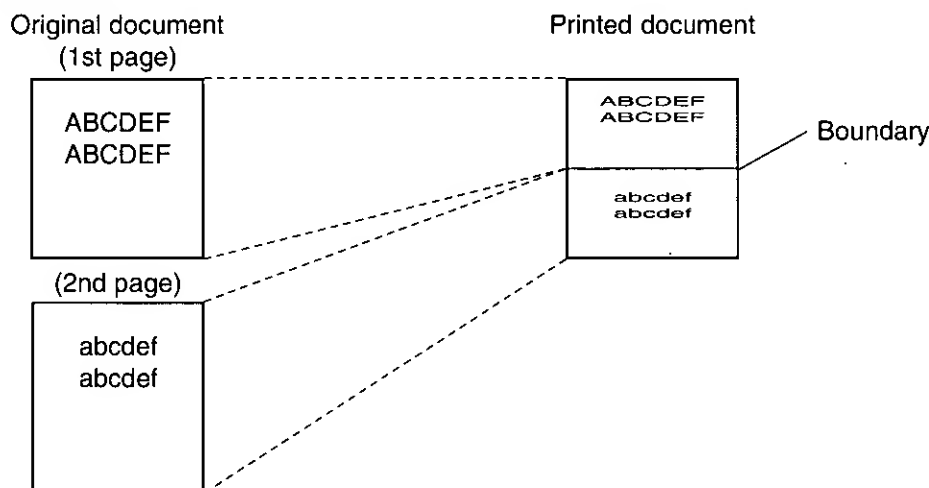 Original document
(1st page)
ABCDEF
ABCDEF
(2nd page)
abcdef
abcdef
Printed document
ABCDEF
ABCDEF
Boundary
abcdef
abcdef